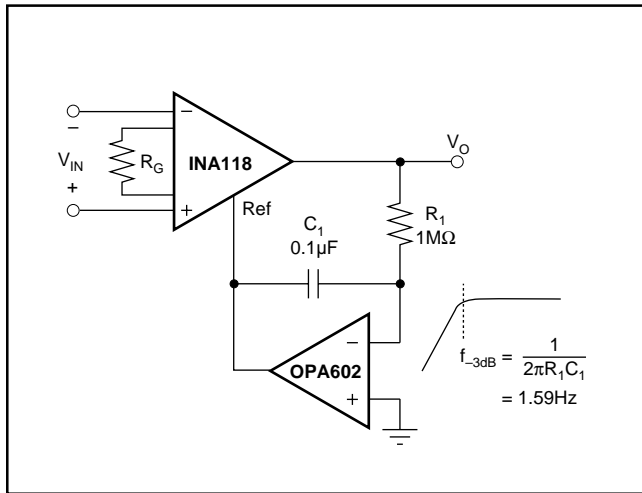 −
−
V_IN
+
R_G
INA118
+
Ref
V_O
R_1
1MΩ
C_1
0.1µF
−
OPA602
+
f_−3dB = 1 / 2πR_1C_1
= 1.59Hz